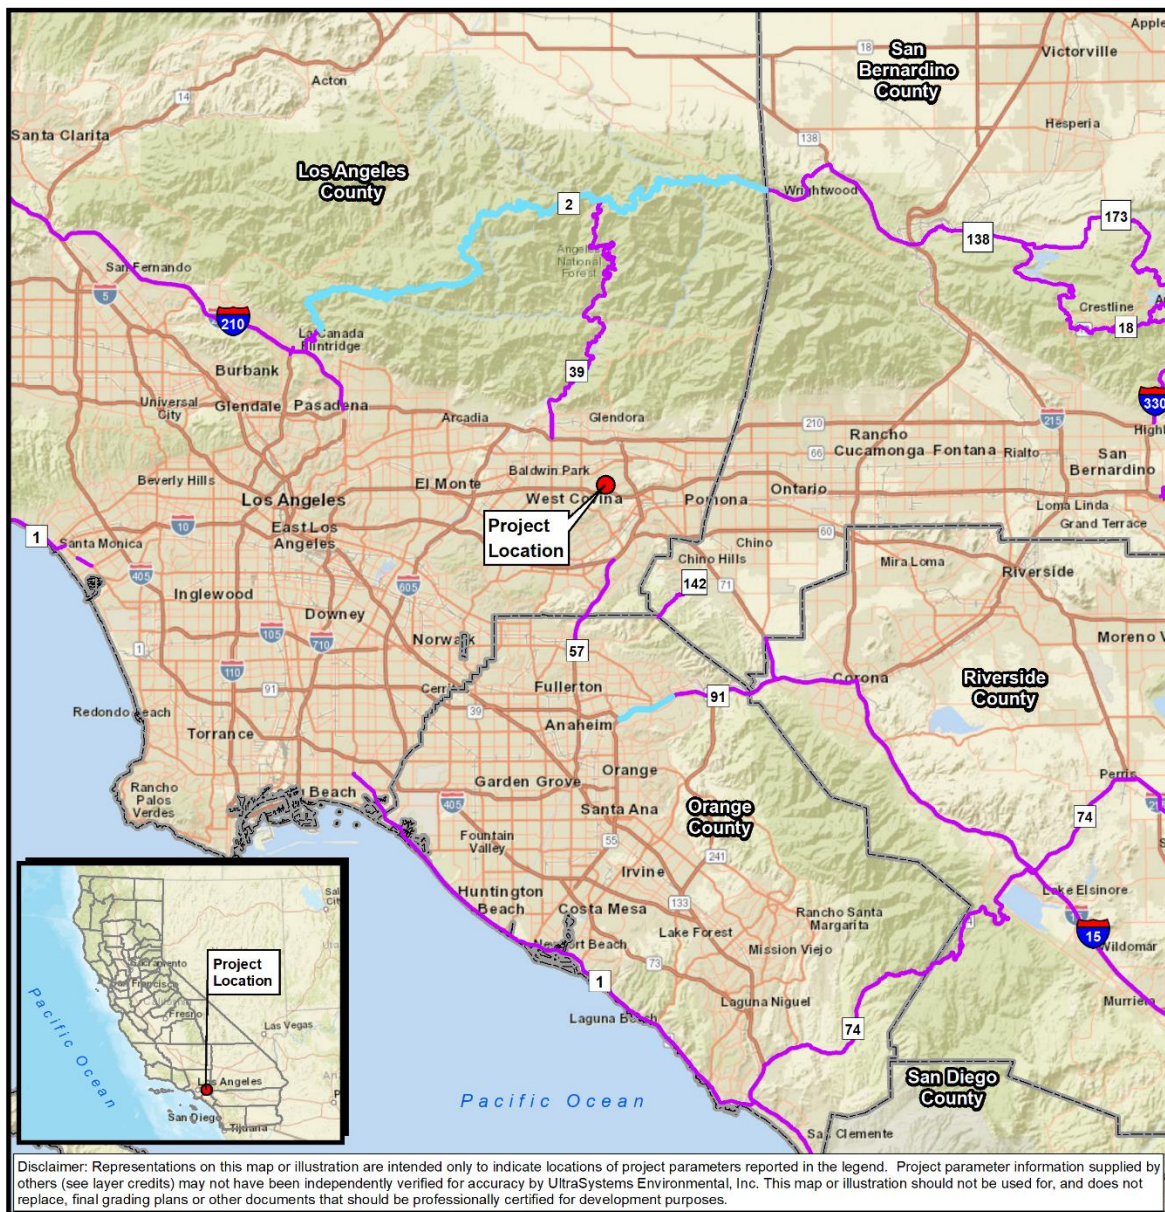 Apple
18
San
Bernardino
County
Victorville
Acton
14
Santa Clarita
Hesperia
138
Los Angeles
County
2
Wrightwood
173
138
Angeles
National
Forest
San Fernando
5
210
Crestline
18
La Canada
Flintridge
Burbank
39
330
Universal
City
Glendale
Pasadena
Arcadia
Glendora
210
215
Rancho
Cucamonga
Fontana
Rialto
66
San
Bernardino
Baldwin Park
Beverly Hills
El Monte
Los Angeles
West Covina
Pomona
Ontario
Project
Location
Loma Linda
Grand Terrace
1
10
East Los
Angeles
60
Santa Monica
Chino
Chino Hills
Mira Loma
Riverside
405
605
142
71
Inglewood
Downey
105
710
Norwalk
1
57
Moreno V
110
91
Fullerton
91
Corona
Riverside
County
Redondo Beach
39
Anaheim
Torrance
Orange
Perris
Rancho
Palos
Verdes
Beach
Garden Grove
405
Santa Ana
Orange
County
74
Fountain
Valley
55
241
Irvine
Huntington
Beach
Lake Elsinore
133
Costa Mesa
Rancho Santa
Margarita
Lake Forest
15
Wildomar
Newport Beach
Mission Viejo
73
1
Laguna Niguel
Murrieta
Laguna Beach
74
San Diego
County
Pacific Ocean
San Clemente
Project
Location
Sacramento
San Francisco
California
Fresno
Las Vegas
Los Angeles
San Diego
Tijuana
Pacific Ocean
Disclaimer: Representations on this map or illustration are intended only to indicate locations of project parameters reported in the legend. Project parameter information supplied by
others (see layer credits) may not have been independently verified for accuracy by UltraSystems Environmental, Inc. This map or illustration should not be used for, and does not
replace, final grading plans or other documents that should be professionally certified for development purposes.